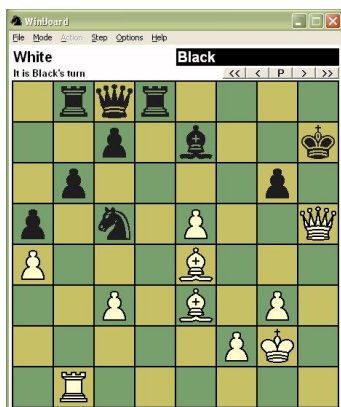 WinBoard
File Mode Action Step Options Help
White Black
It is Black's turn << < P > >>